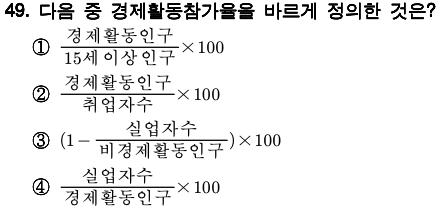 49. 다음 중 경제활동참가율을 바르게 정의한 것은?
① 경제활동인구/15세 이상 인구 × 100
② 경제활동인구/취업자수 × 100
③ (1 − 실업자수/비경제활동인구) × 100
④ 실업자수/경제활동인구 × 100